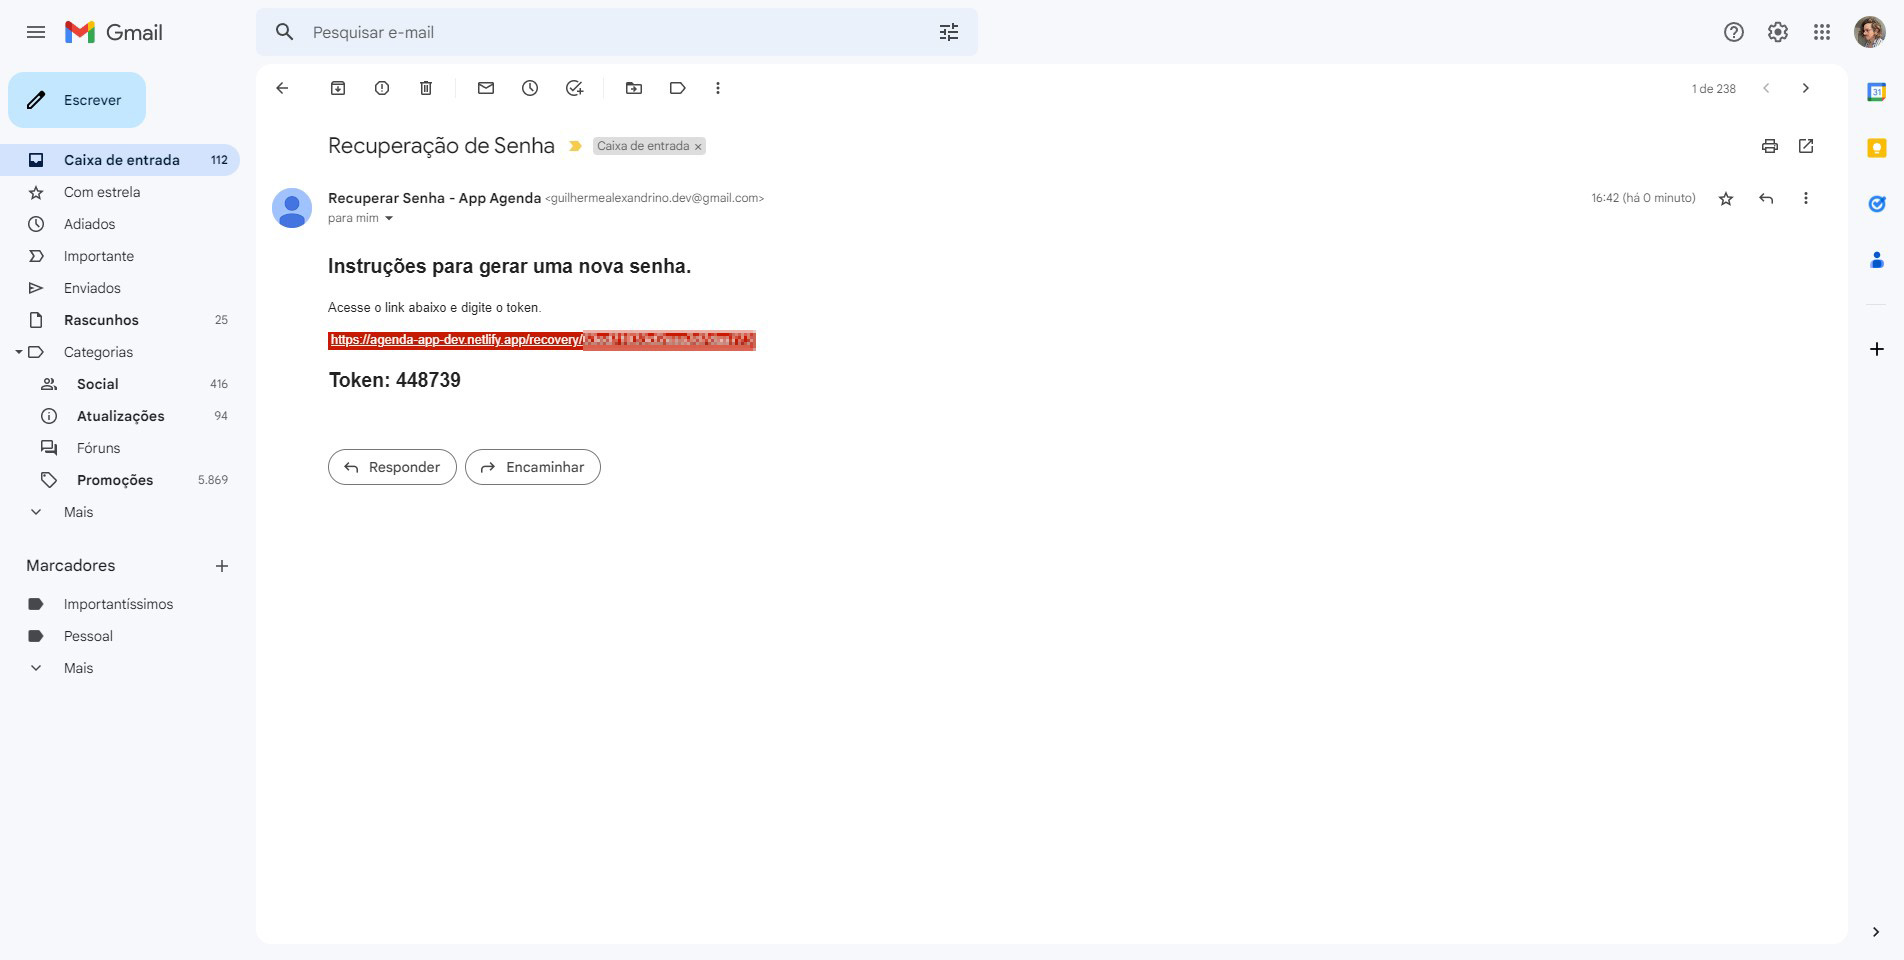 Gmail
Pesquisar e-mail
Escrever
Caixa de entrada 112
Com estrela
Adiados
Importante
Enviados
Rascunhos 25
Categorias
Social 416
Atualizações 94
Fóruns
Promoções 5.869
Mais
Marcadores
Importantíssimos
Pessoal
Mais
1 de 238
Recuperação de Senha
Caixa de entrada ×
Recuperar Senha - App Agenda <guilhermealexandrino.dev@gmail.com>
16:42 (há 0 minuto)
para mim
Instruções para gerar uma nova senha.
Acesse o link abaixo e digite o token.
https://agenda-app-dev.netlify.app/recovery/
Token: 448739
Responder
Encaminhar
31